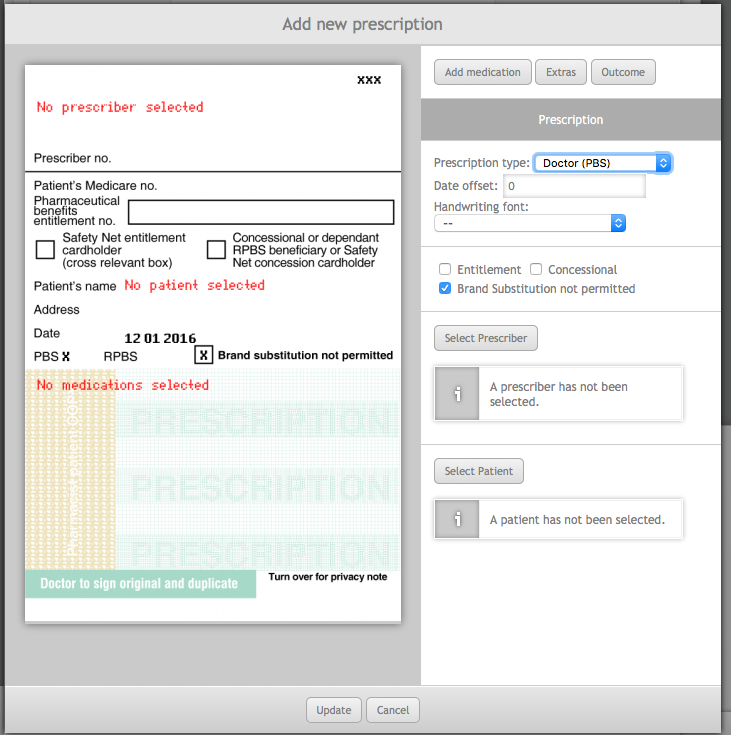 Add new prescription
xxx
No prescriber selected
Prescriber no.
Patient's Medicare no.
Pharmaceutical
benefits
entitlement no.
Safety Net entitlement
cardholder
(cross relevant box)
Concessional or dependant
RPBS beneficiary or Safety
Net concession cardholder
Patient's name No patient selected
Address
Date
12 01 2016
PBS X RPBS X Brand substitution not permitted
No medications selected
PRESCRIPTION
PRESCRIPTION
PRESCRIPTION
Pharmacist/patient COPY
Doctor to sign original and duplicate
Turn over for privacy note
Add medication Extras Outcome
Prescription
Prescription type: Doctor (PBS)
Date offset: 0
Handwriting font:
--
Entitlement Concessional
Brand Substitution not permitted
Select Prescriber
i
A prescriber has not been
selected.
Select Patient
i
A patient has not been selected.
Update Cancel